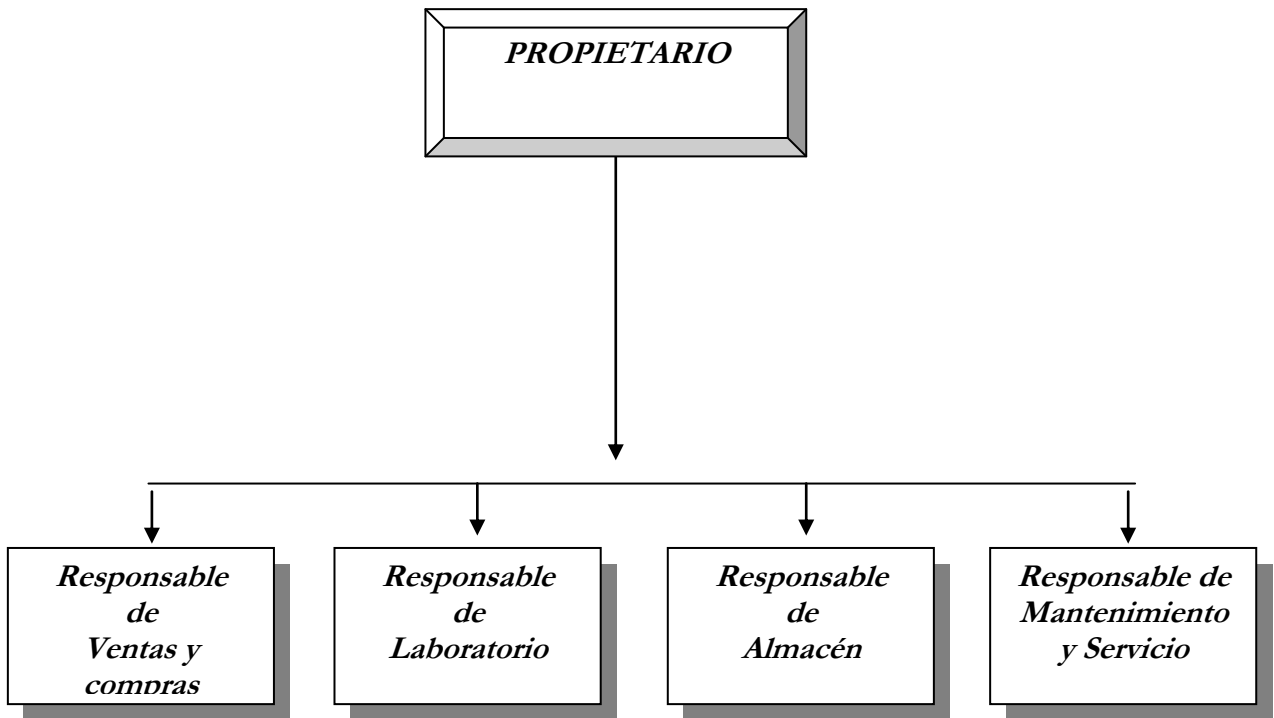 PROPIETARIO
Responsable
de
Ventas y
compras
Responsable
de
Laboratorio
Responsable
de
Almacén
Responsable de
Mantenimiento
y Servicio